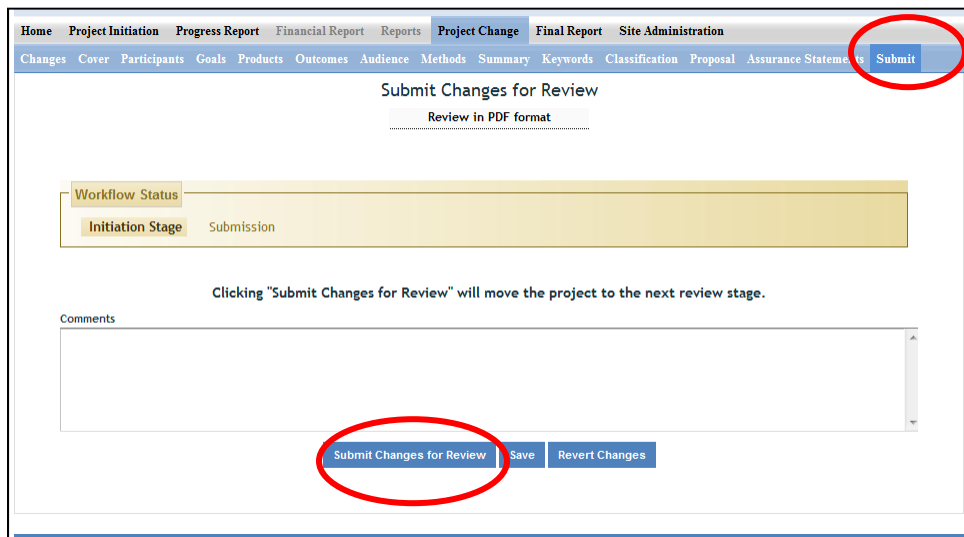 Home Project Initiation Progress Report Financial Report Reports Project Change Final Report Site Administration
Changes Cover Participants Goals Products Outcomes Audience Methods Summary Keywords Classification Proposal Assurance Statements Submit
Submit Changes for Review
Review in PDF format
Workflow Status
Initiation Stage Submission
Clicking "Submit Changes for Review" will move the project to the next review stage.
Comments
Submit Changes for Review Save Revert Changes